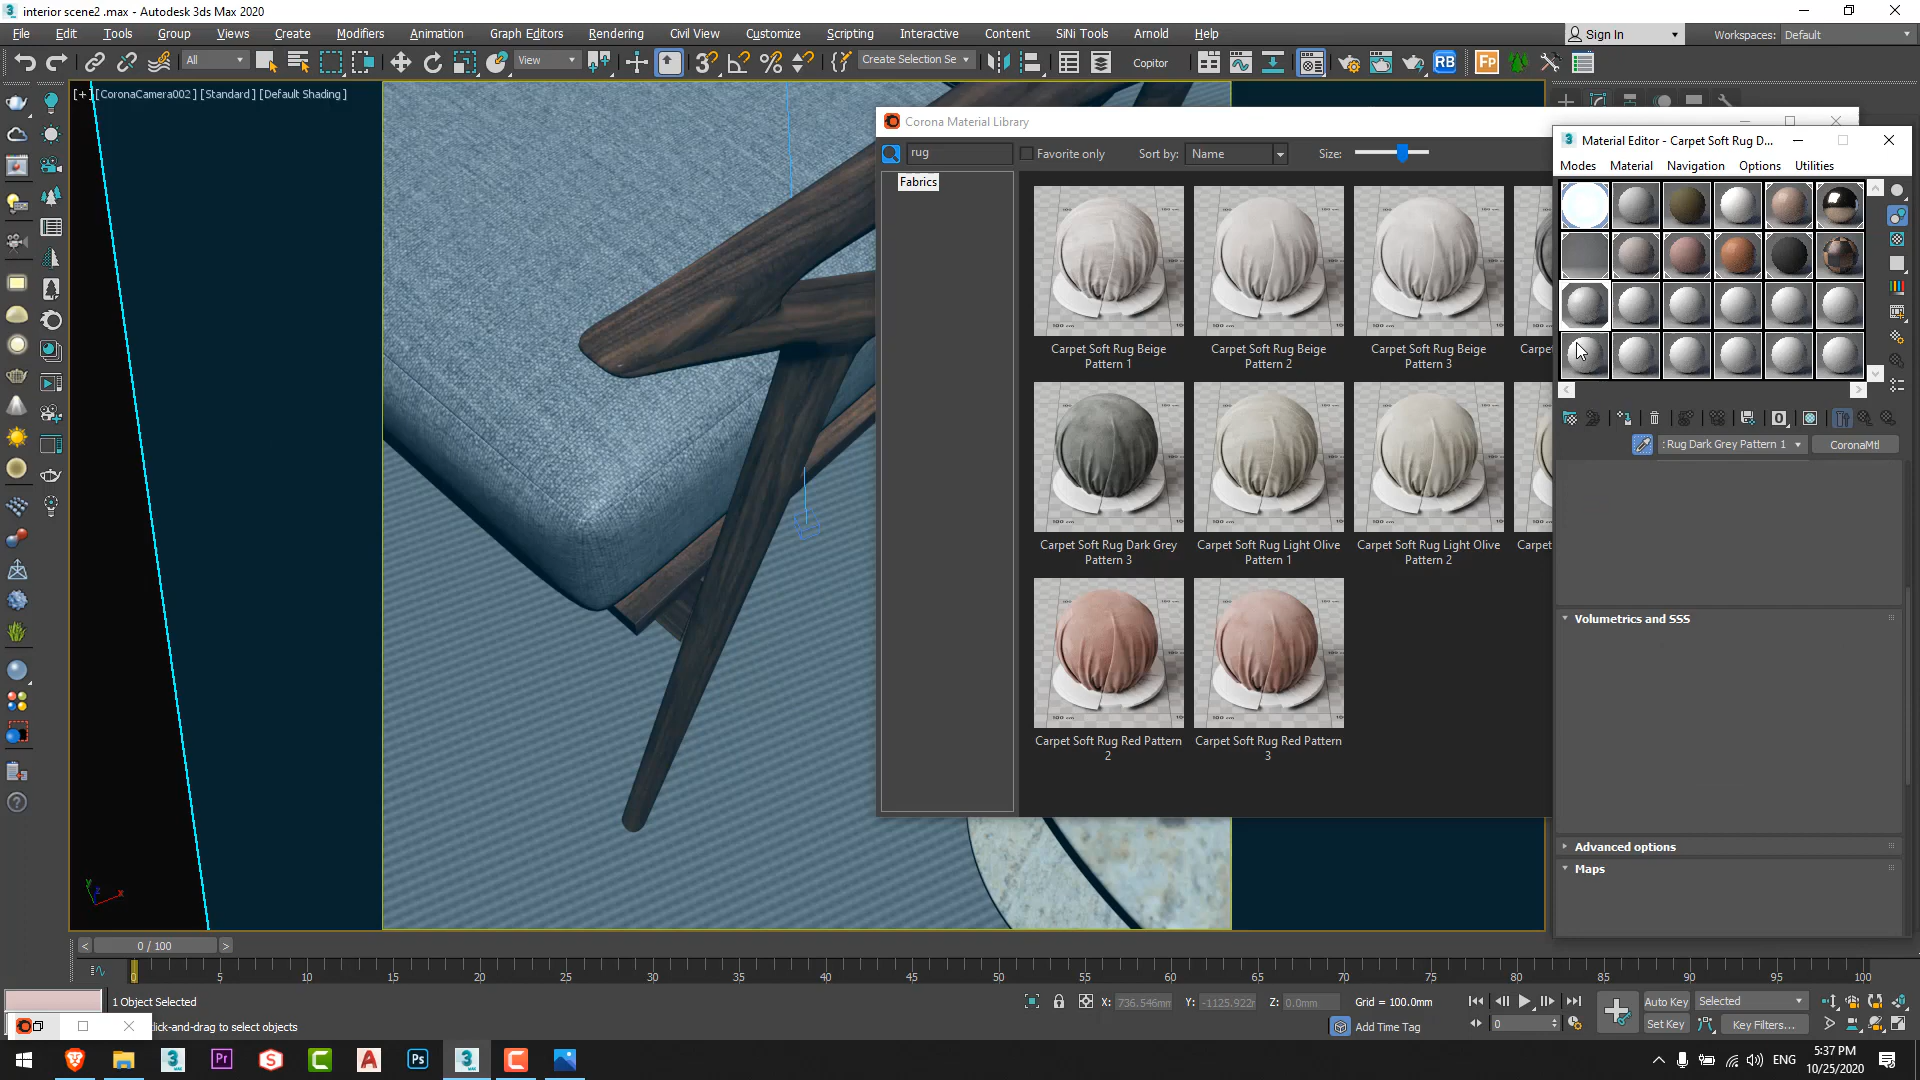 interior scene2 .max - Autodesk 3ds Max 2020
File Edit Tools Group Views Create Modifiers Animation Graph Editors Rendering Civil View Customize Scripting Interactive Content SiNi Tools Arnold Help
Sign In
Workspaces: Default
All
View
Create Selection Se
Copitor
RB
FP
[+] [CoronaCamera002 ] [Standard ] [Default Shading ]
Corona Material Library
rug
Favorite only
Sort by: Name
Size:
Fabrics
Carpet Soft Rug Beige
Pattern 1
Carpet Soft Rug Beige
Pattern 2
Carpet Soft Rug Beige
Pattern 3
Carpet Soft Rug Dark Grey
Pattern 3
Carpet Soft Rug Light Olive
Pattern 1
Carpet Soft Rug Light Olive
Pattern 2
Carpet Soft Rug Red Pattern
2
Carpet Soft Rug Red Pattern
3
Material Editor - Carpet Soft Rug D...
Modes Material Navigation Options Utilities
: Rug Dark Grey Pattern 1
CoronaMtl
Volumetrics and SSS
Advanced options
Maps
0 / 100
0 5 10 15 20 25 30 35 40 45 50 55 60 65 70 75 80 85 90 95 100
1 Object Selected
click-and-drag to select objects
X: 736.546mm Y: -1125.922m Z: 0.0mm Grid = 100.0mm
Add Time Tag
0
Auto Key
Selected
Set Key
Key Filters...
ENG
5:37 PM
10/25/2020